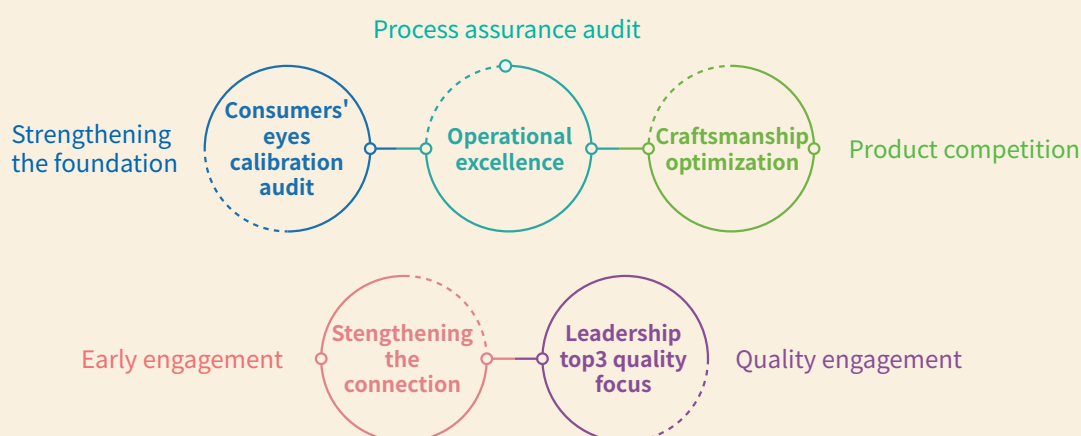 Process assurance audit
Strengthening
the foundation
Consumers'
eyes
calibration
audit
Operational
excellence
Craftsmanship
optimization
Product competition
Early engagement
Stengthening
the
connection
Leadership
top3 quality
focus
Quality engagement